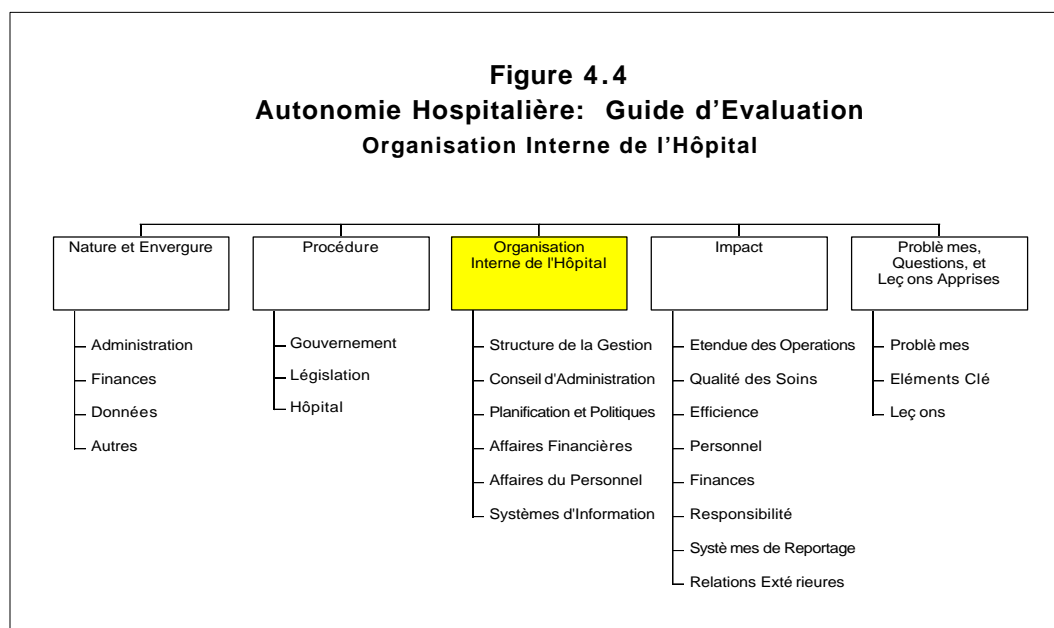 Figure 4.4
Autonomie Hospitalière: Guide d'Evaluation
Organisation Interne de l'Hôpital
Nature et Envergure
Administration
Finances
Données
Autres
Procédure
Gouvernement
Législation
Hôpital
Organisation
Interne de l'Hôpital
Structure de la Gestion
Conseil d'Administration
Planification et Politiques
Affaires Financières
Affaires du Personnel
Systèmes d'Information
Impact
Etendue des Operations
Qualité des Soins
Efficience
Personnel
Finances
Responsibilité
Systè mes de Reportage
Relations Exté rieures
Problè mes,
Questions, et
Leç ons Apprises
Problè mes
Eléments Clé
Leç ons